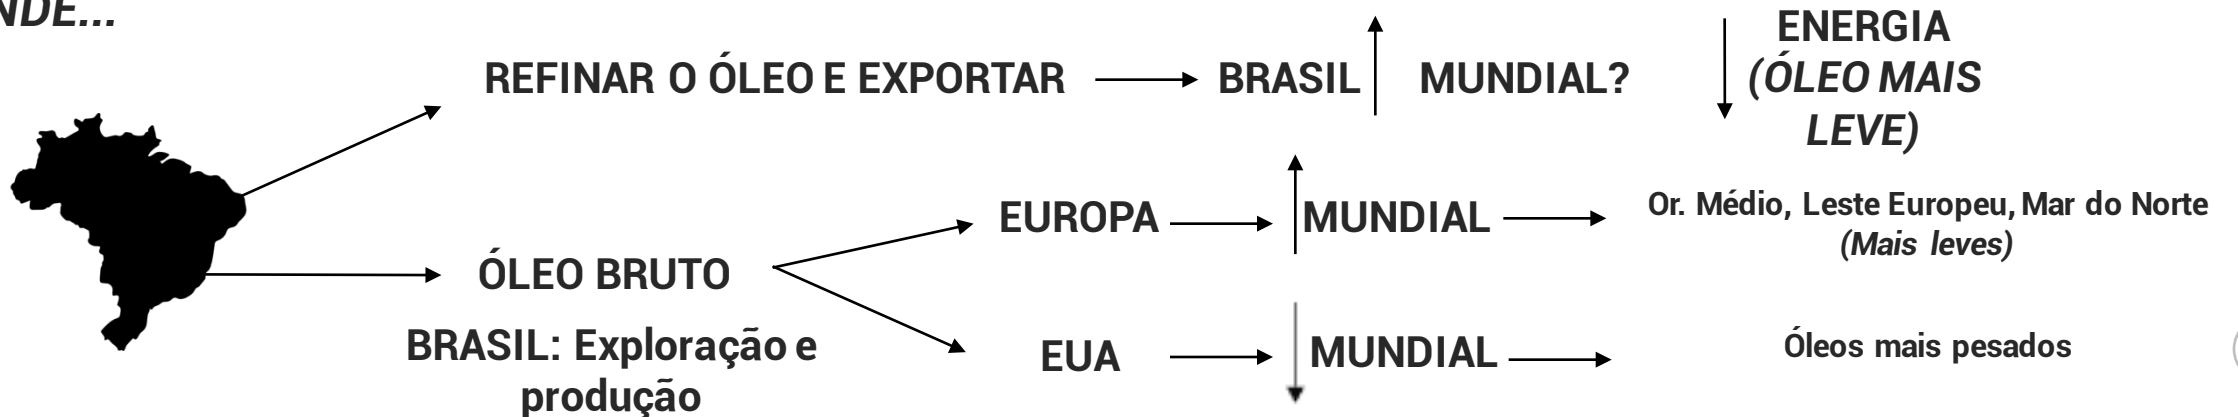 REFINAR O ÓLEO E EXPORTAR
BRASIL
MUNDIAL?
ENERGIA
(ÓLEO MAIS
LEVE)
ÓLEO BRUTO
BRASIL: Exploração e
produção
EUROPA
MUNDIAL
Or. Médio, Leste Europeu, Mar do Norte
(Mais leves)
EUA
MUNDIAL
Óleos mais pesados